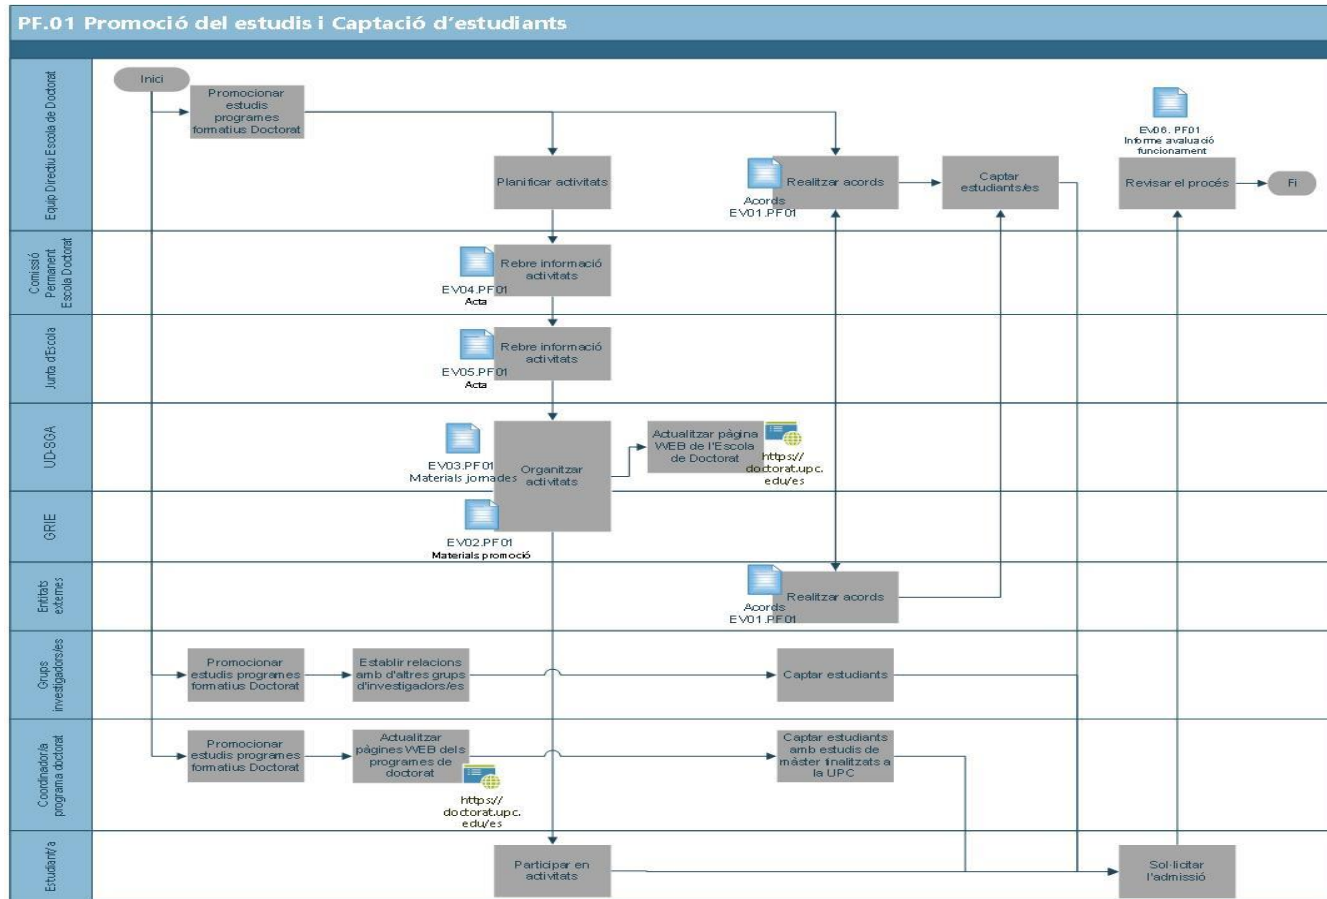 PF.01 Promoció del estudis i Captació d'estudiants
Equip Directiu Escola de Doctorat
Inici
Promocionar
estudis
programes
formatius Doctorat
Planificar activitats
Acords
EV01.PF01
Realitzar acords
Captar
estudiants/es
EV06. PF01
Informe avaluació
funcionament
Revisar el procés
Fi
Comissió
Permanent
Escola Doctorat
EV04.PF01
Acta
Rebre informació
activitats
Junta d'Escola
EV05.PF01
Acta
Rebre informació
activitats
UD-SGA
EV03.PF01
Materials jornades
Organitzar
activitats
Actualitzar pàgina
WEB de l'Escola
de Doctorat
https://
doctorat.upc.
edu/es
GRIE
EV02.PF01
Materials promoció
Entitats
externes
Acords
EV01.PF01
Realitzar acords
Grups
investigadors/es
Promocionar
estudis programes
formatius Doctorat
Establir relacions
amb d'altres grups
d'investigadors/es
Captar estudiants
Coordinador/a
programa doctorat
Promocionar
estudis programes
formatius Doctorat
Actualitzar
pàgines WEB dels
programes de
doctorat
https://
doctorat.upc.
edu/es
Captar estudiants
amb estudis de
màster finalitzats a
la UPC
Estudiant/a
Participar en
activitats
Sol·licitar
l'admissió